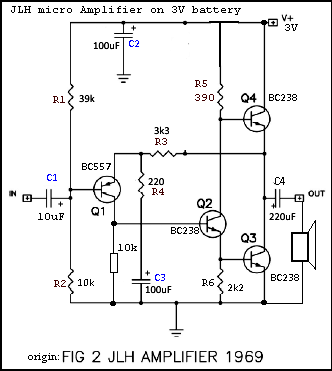 JLH micro Amplifier on 3V battery
V+
3V
100uF
C2
R5
390
Q4
R1
39k
BC238
3k3
R3
C1
BC557
IN
10uF
Q1
220
R4
Q2
BC238
C4
OUT
220uF
Q3
10k
BC238
R2
10k
C3
100uF
R6
2k2
origin: FIG 2 JLH AMPLIFIER 1969